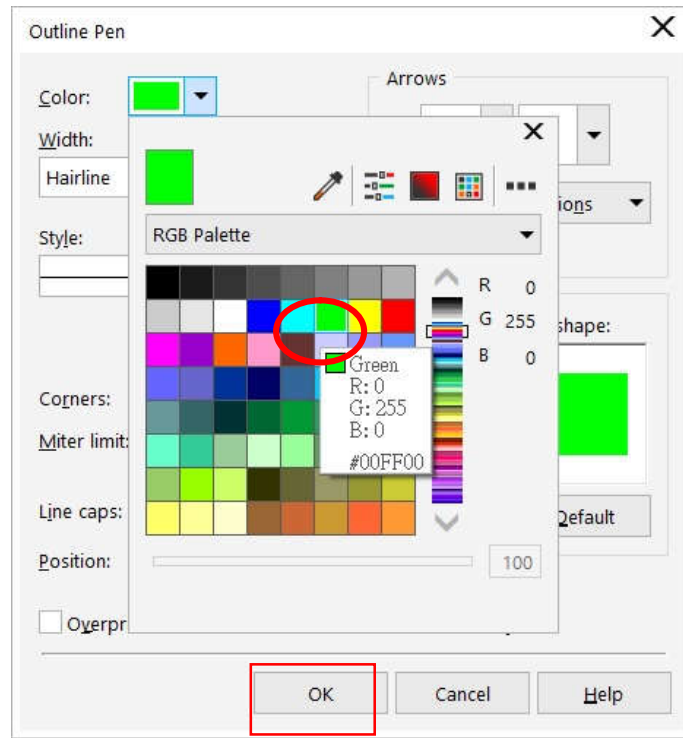 Outline Pen
Color:
Arrows
Width:
Hairline
RGB Palette
Style:
R 0
G 255
B 0
shape:
Green
R: 0
G: 255
B: 0
#00FF00
Corners:
Miter limit:
Line caps:
Default
Position:
100
Overpr
OK
Cancel
Help